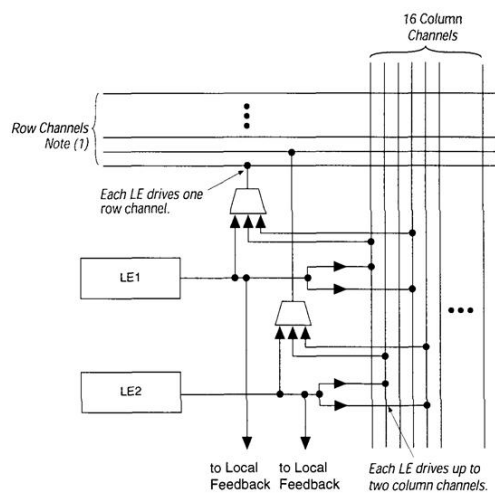 16 Column
Channels
Row Channels
Note (1)
Each LE drives one
row channel.
LE1
LE2
to Local
Feedback
to Local
Feedback
Each LE drives up to
two column channels.